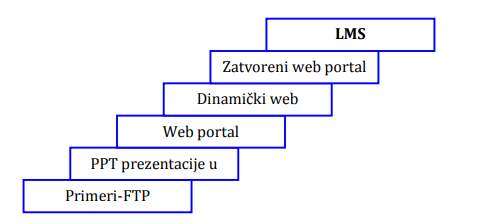 LMS
Zatvoreni web portal
Dinamički web
Web portal
PPT prezentacije u
Primeri-FTP